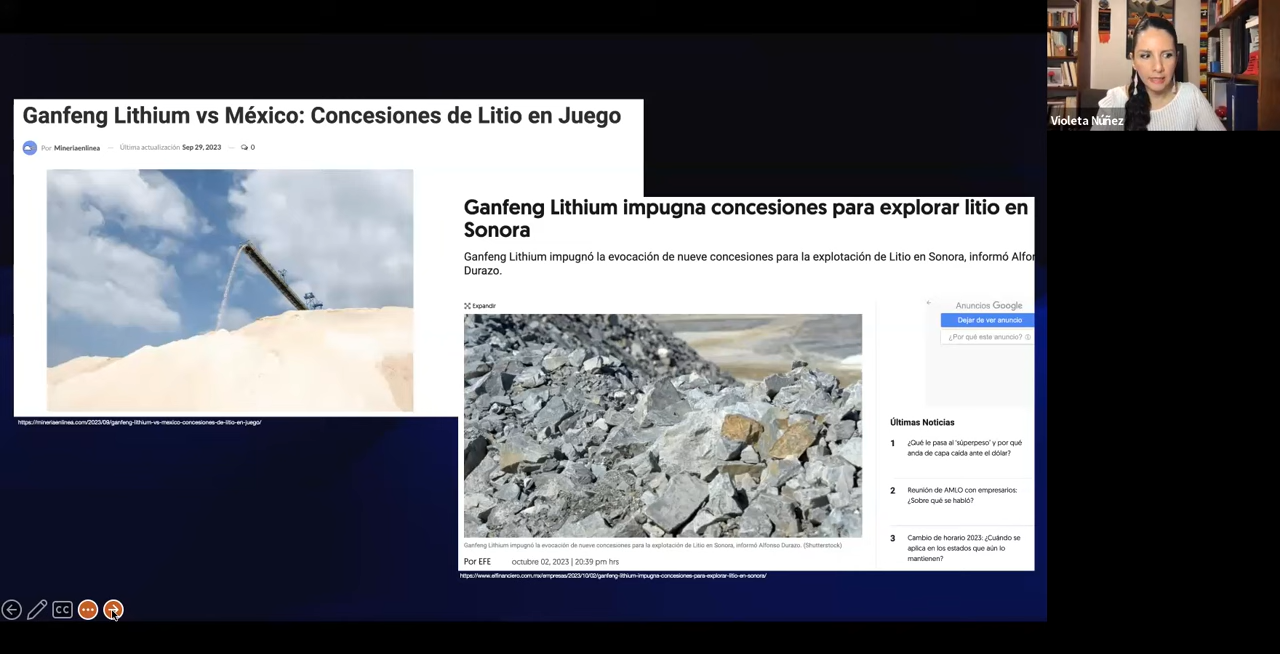 Ganfeng Lithium vs México: Concesiones de Litio en Juego
Por Mineriaenlinea — Última actualización Sep 29, 2023 — 0
https://mineriaenlinea.com/2023/09/ganfeng-lithium-vs-mexico-concesiones-de-litio-en-juego/
Ganfeng Lithium impugna concesiones para explorar litio en
Sonora
Ganfeng Lithium impugnó la evocación de nueve concesiones para la explotación de Litio en Sonora, informó Alfon
Durazo.
Expandir
Ganfeng Lithium impugnó la evocación de nueve concesiones para la explotación de Litio en Sonora, informó Alfonso Durazo. (Shutterstock)
Por EFE octubre 02, 2023 | 20:39 pm hrs
https://www.elfinanciero.com.mx/empresas/2023/10/02/ganfeng-lithium-impugna-concesiones-para-explorar-litio-en-sonora/
Anuncios Google
Dejar de ver anuncio
¿Por qué este anuncio?
Últimas Noticias
1 ¿Qué le pasa al 'súperpeso' y por qué
anda de capa caída ante el dólar?
2 Reunión de AMLO con empresarios:
¿Sobre qué se habló?
3 Cambio de horario 2023: ¿Cuándo se
aplica en los estados que aún lo
mantienen?
CC
Violeta Núñez